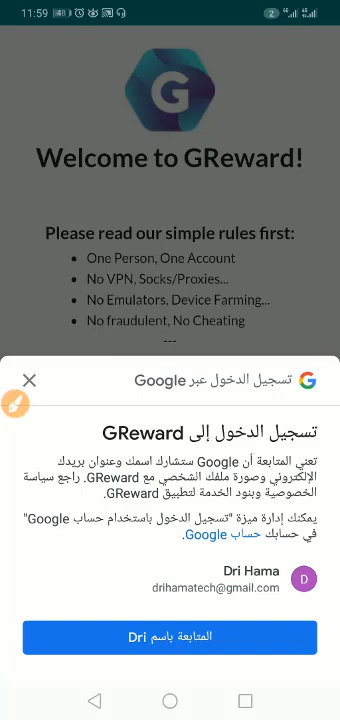 11:59
48
2
4G
4G
G
Welcome to GReward!
Please read our simple rules first:
One Person, One Account
No VPN, Socks/Proxies...
No Emulators, Device Farming...
No fraudulent, No Cheating
---
تسجيل الدخول عبر Google
تسجيل الدخول إلى GReward
تعني المتابعة أن Google ستشارك اسمك وعنوان بريدك
الإلكتروني وصورة ملفك الشخصي مع GReward. راجع سياسة
الخصوصية وبنود الخدمة لتطبيق GReward.
يمكنك إدارة ميزة "تسجيل الدخول باستخدام حساب Google"
في حسابك حساب Google.
Dri Hama
D
drihamatech@gmail.com
المتابعة باسم Dri